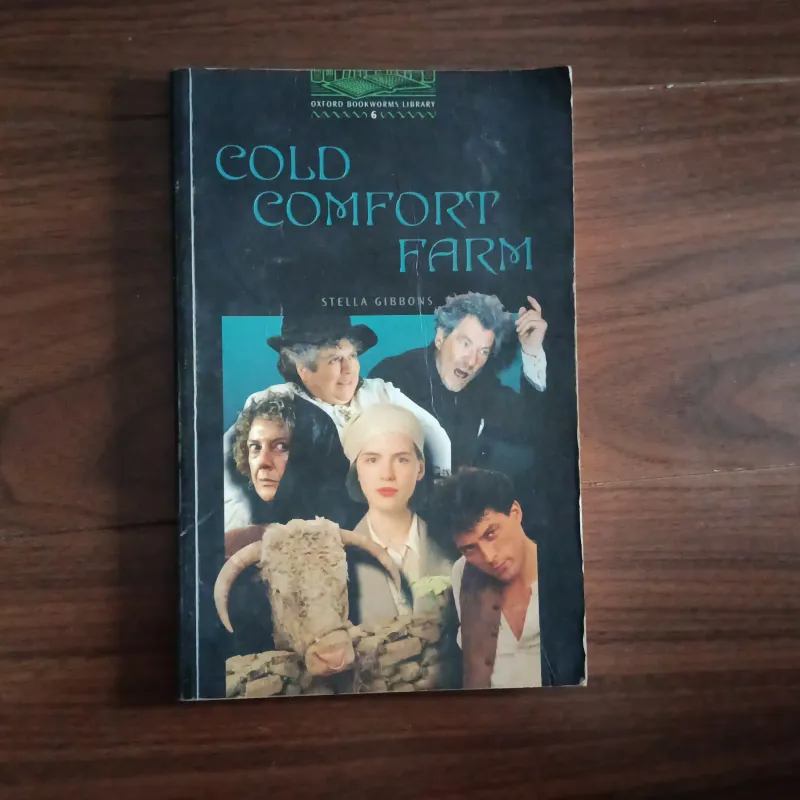 OXFORD BOOKWORMS LIBRARY
6
COLD
COMFORT
FARM
STELLA GIBBONS